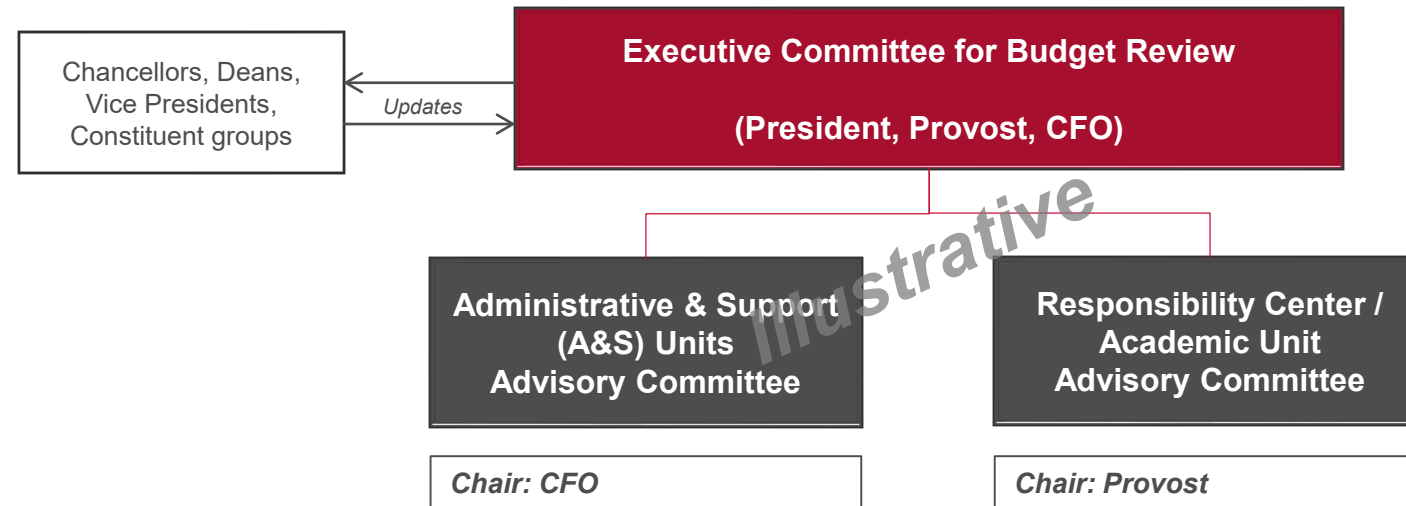 Executive Committee for Budget Review
(President, Provost, CFO)
Chancellors, Deans,
Vice Presidents,
Constituent groups
Updates
Illustrative
Administrative & Support
(A&S) Units
Advisory Committee
Responsibility Center /
Academic Unit
Advisory Committee
Chair: CFO
Chair: Provost